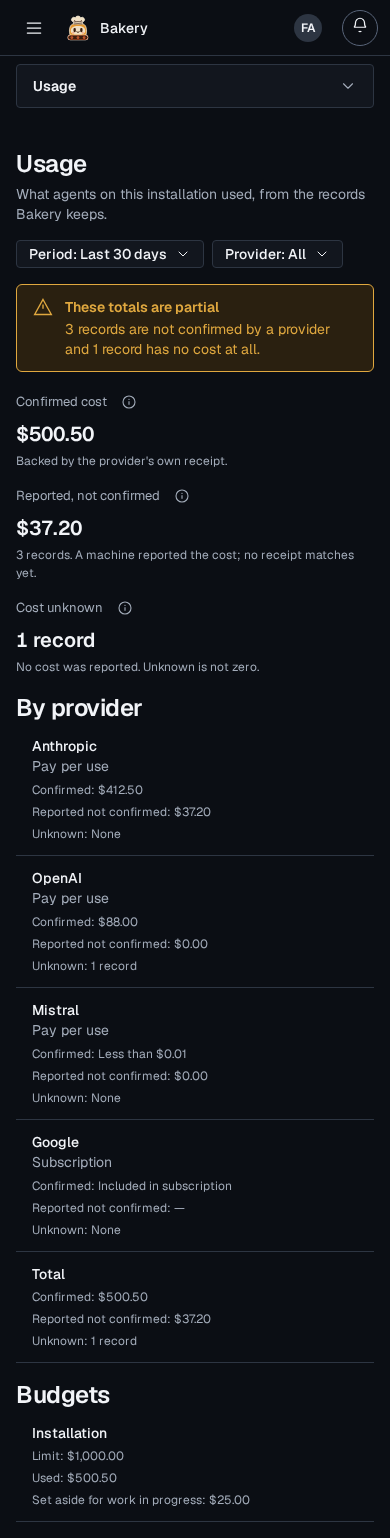 Bakery
FA
Usage
Usage
What agents on this installation used, from the records
Bakery keeps.
Period: Last 30 days
Provider: All
These totals are partial
3 records are not confirmed by a provider
and 1 record has no cost at all.
Confirmed cost
$500.50
Backed by the provider's own receipt.
Reported, not confirmed
$37.20
3 records. A machine reported the cost; no receipt matches
yet.
Cost unknown
1 record
No cost was reported. Unknown is not zero.
By provider
Anthropic
Pay per use
Confirmed: $412.50
Reported not confirmed: $37.20
Unknown: None
OpenAI
Pay per use
Confirmed: $88.00
Reported not confirmed: $0.00
Unknown: 1 record
Mistral
Pay per use
Confirmed: Less than $0.01
Reported not confirmed: $0.00
Unknown: None
Google
Subscription
Confirmed: Included in subscription
Reported not confirmed: —
Unknown: None
Total
Confirmed: $500.50
Reported not confirmed: $37.20
Unknown: 1 record
Budgets
Installation
Limit: $1,000.00
Used: $500.50
Set aside for work in progress: $25.00